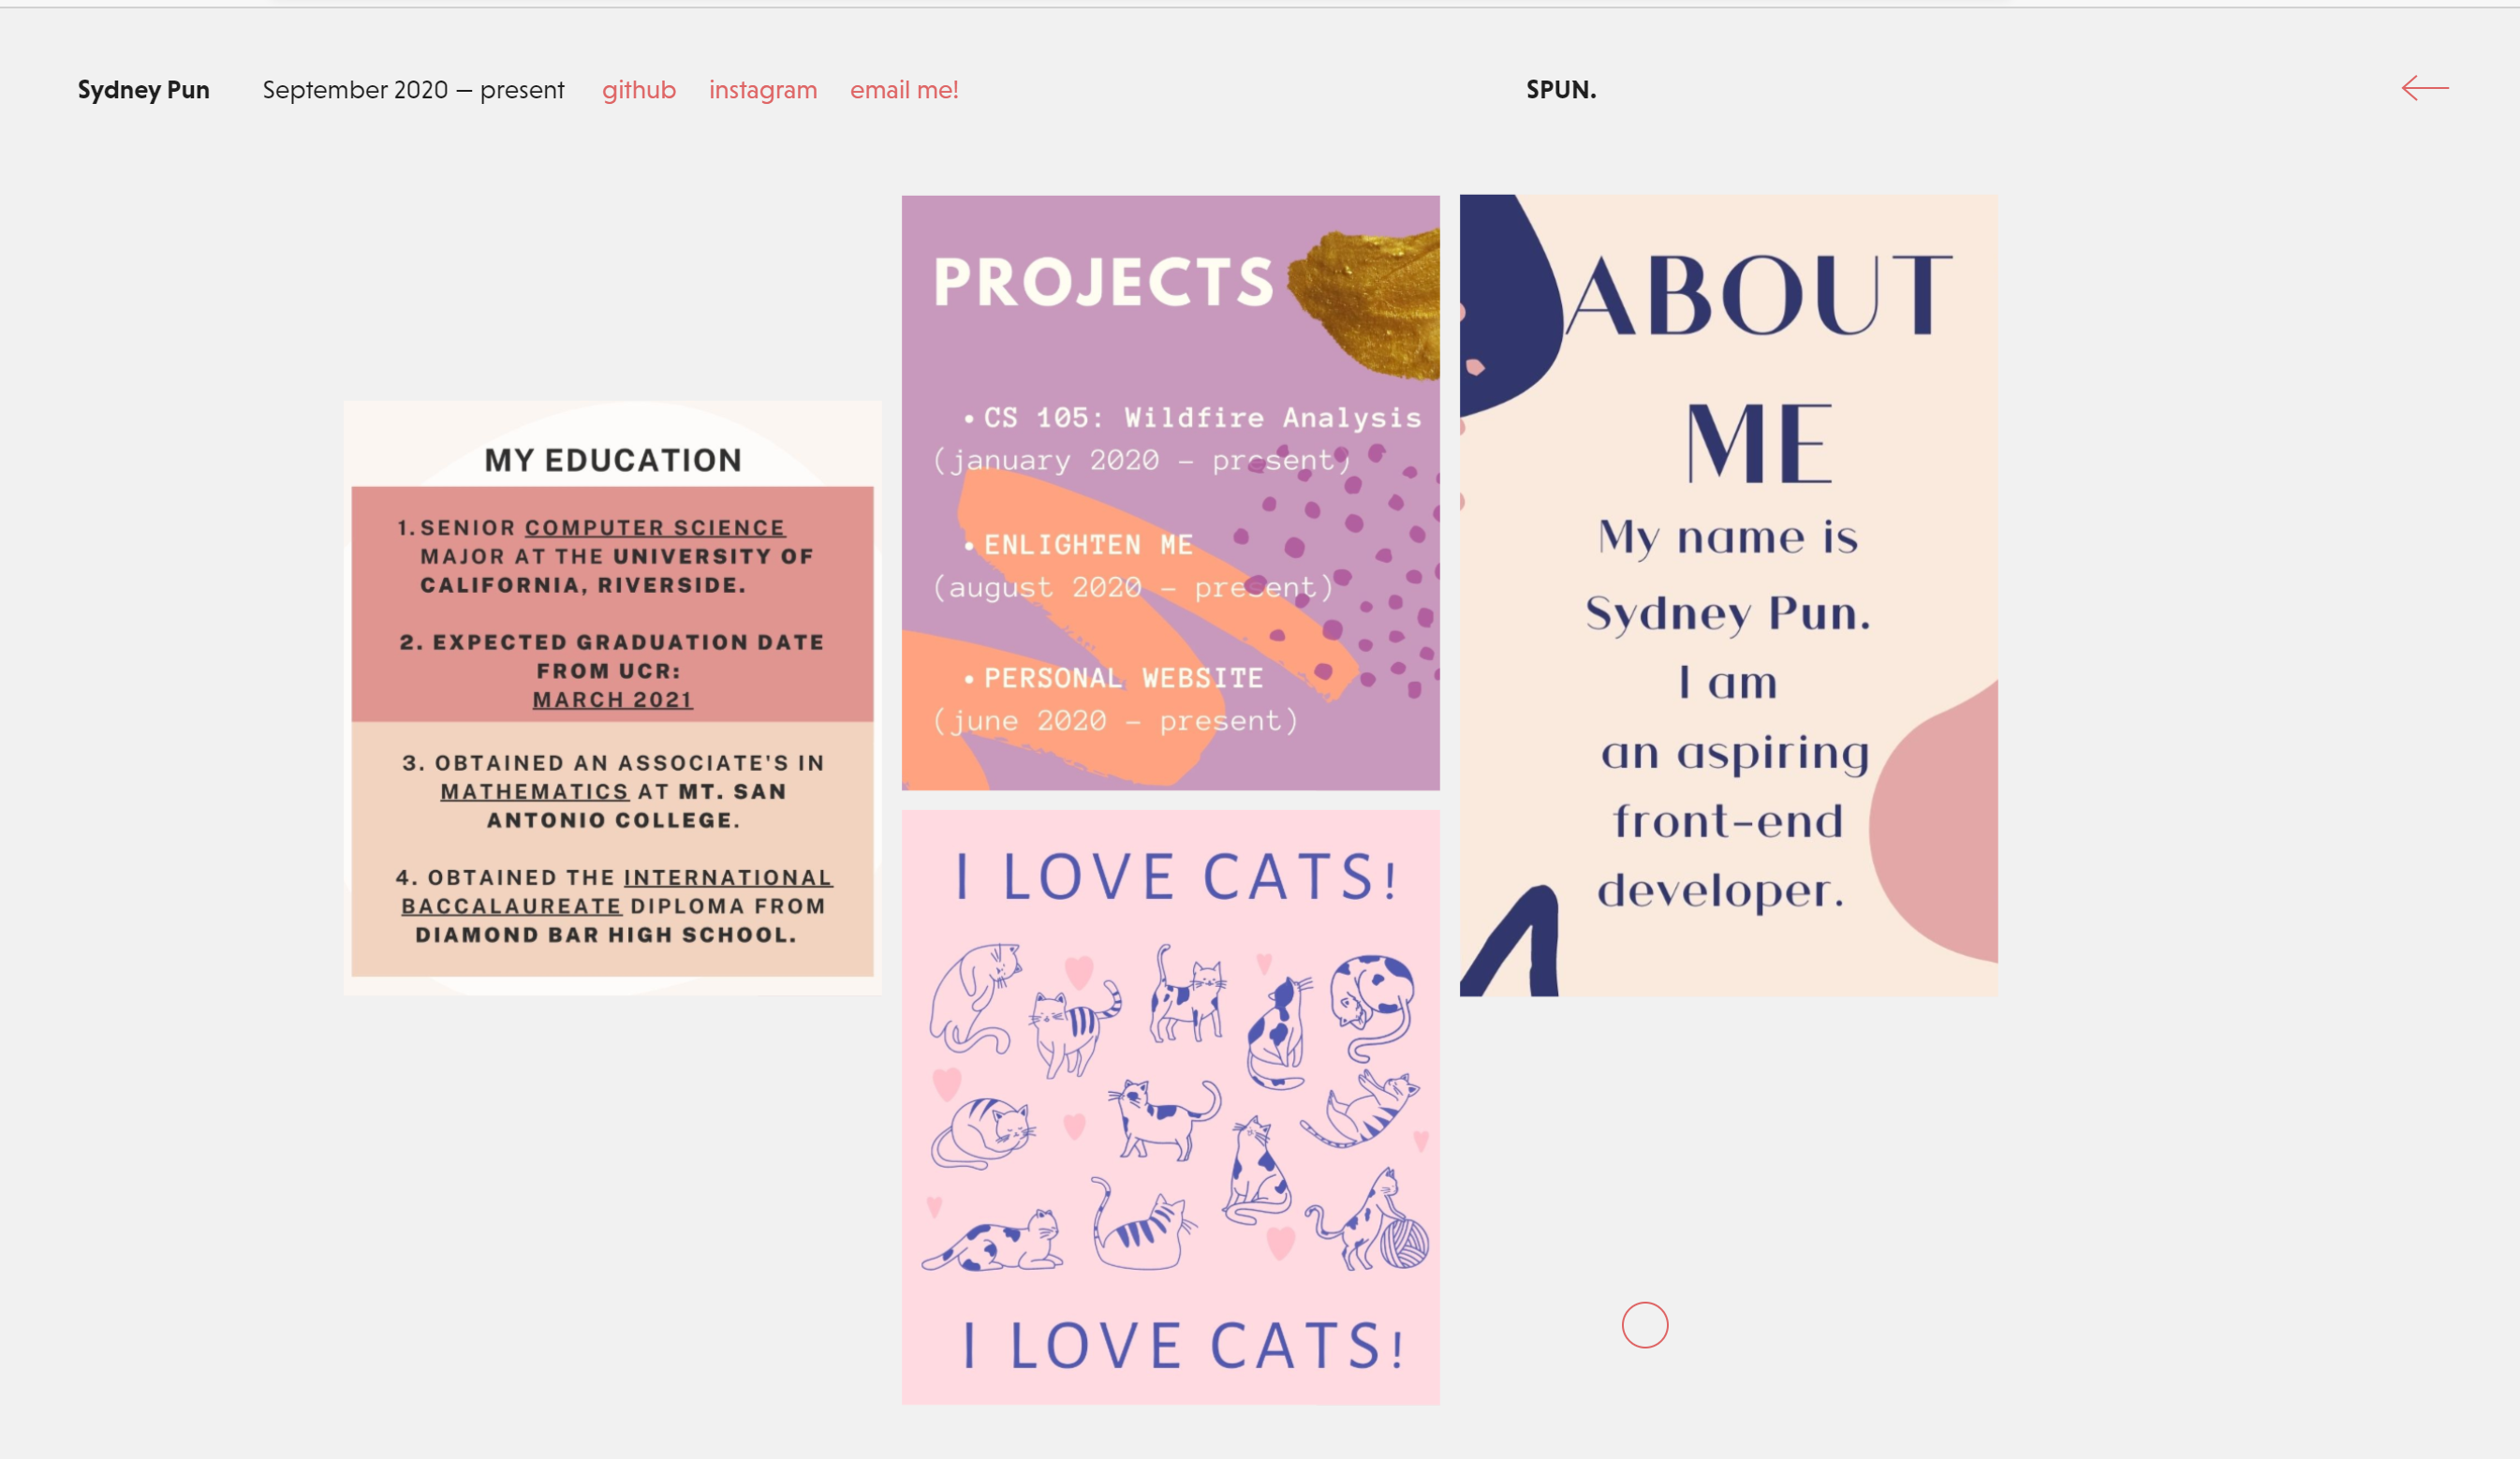 Sydney Pun September 2020 — present github instagram email me! SPUN.
MY EDUCATION
1. SENIOR COMPUTER SCIENCE
MAJOR AT THE UNIVERSITY OF
CALIFORNIA, RIVERSIDE.
2. EXPECTED GRADUATION DATE
FROM UCR:
MARCH 2021
3. OBTAINED AN ASSOCIATE'S IN
MATHEMATICS AT MT. SAN
ANTONIO COLLEGE.
4. OBTAINED THE INTERNATIONAL
BACCALAUREATE DIPLOMA FROM
DIAMOND BAR HIGH SCHOOL.
PROJECTS
• CS 105: Wildfire Analysis
(january 2020 – present)
• ENLIGHTEN ME
(august 2020 – present)
• PERSONAL WEBSITE
(june 2020 – present)
I LOVE CATS!
I LOVE CATS!
ABOUT
ME
My name is
Sydney Pun.
I am
an aspiring
front-end
developer.